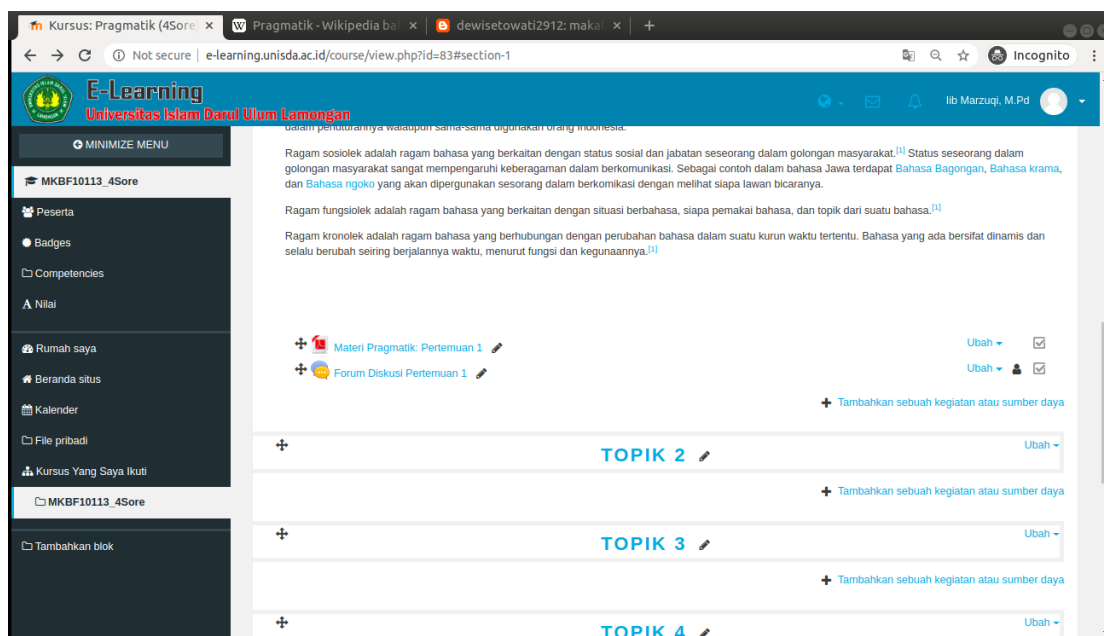 Kursus: Pragmatik (4Sore
Pragmatik - Wikipedia bah
dewisetowati2912: makal
Not secure | e-learning.unisda.ac.id/course/view.php?id=83#section-1
Incognito
E-Learning
Universitas Islam Darul Ulum Lamongan
Iib Marzuqi, M.Pd
MINIMIZE MENU
MKBF10113_4Sore
Peserta
Badges
Competencies
Nilai
Rumah saya
Beranda situs
Kalender
File pribadi
Kursus Yang Saya Ikuti
MKBF10113_4Sore
Tambahkan blok
dalam penuturannya walaupun sama-sama digunakan orang Indonesia.
Ragam sosiolek adalah ragam bahasa yang berkaitan dengan status sosial dan jabatan seseorang dalam golongan masyarakat.[1] Status seseorang dalam
golongan masyarakat sangat mempengaruhi keberagaman dalam berkomunikasi. Sebagai contoh dalam bahasa Jawa terdapat Bahasa Bagongan, Bahasa krama,
dan Bahasa ngoko yang akan dipergunakan sesorang dalam berkomikasi dengan melihat siapa lawan bicaranya.
Ragam fungsiolek adalah ragam bahasa yang berkaitan dengan situasi berbahasa, siapa pemakai bahasa, dan topik dari suatu bahasa.[1]
Ragam kronolek adalah ragam bahasa yang berhubungan dengan perubahan bahasa dalam suatu kurun waktu tertentu. Bahasa yang ada bersifat dinamis dan
selalu berubah seiring berjalannya waktu, menurut fungsi dan kegunaannya.[1]
Materi Pragmatik: Pertemuan 1
Ubah
Forum Diskusi Pertemuan 1
Ubah
Tambahkan sebuah kegiatan atau sumber daya
TOPIK 2
Ubah
Tambahkan sebuah kegiatan atau sumber daya
TOPIK 3
Ubah
Tambahkan sebuah kegiatan atau sumber daya
TOPIK 4
Ubah